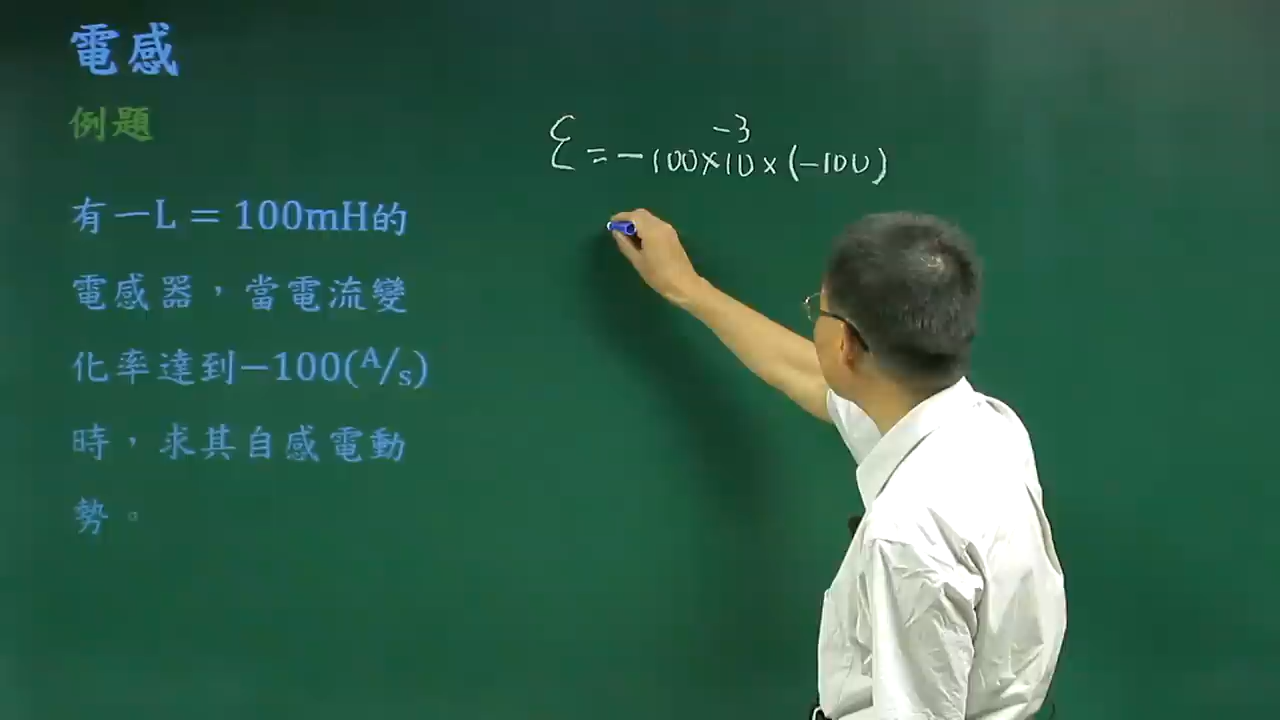 電感
例題
有一L = 100mH的
電感器，當電流變
化率達到−100(A/s)
時，求其自感電動
勢。
ℰ = −100×10⁻³×(−100)